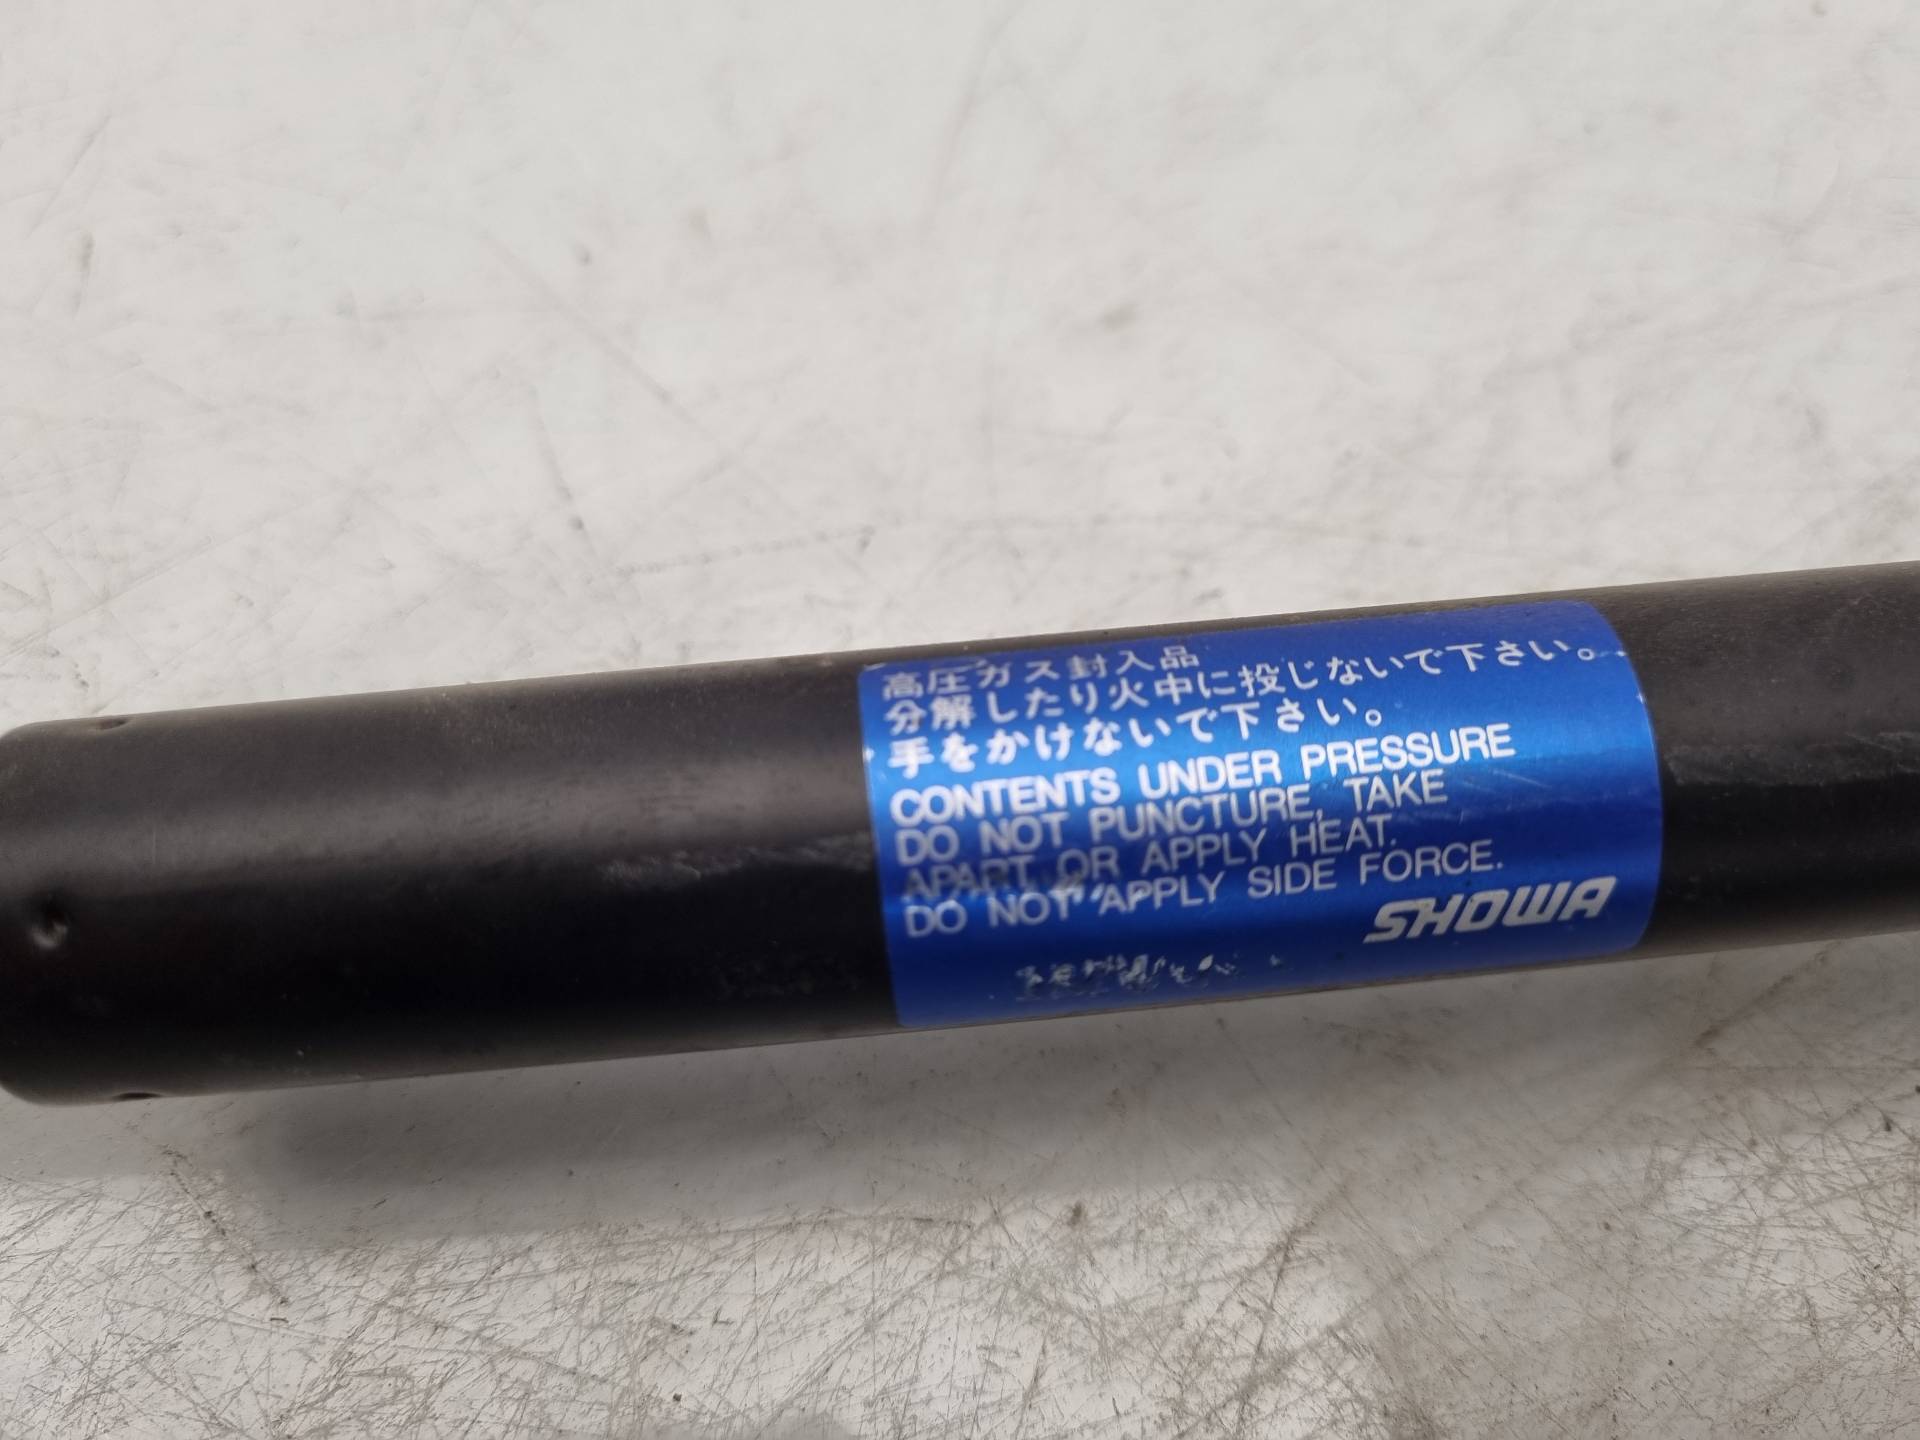 高圧ガス封入品
分解したり火中に投じないで下さい。
手をかけないで下さい。
CONTENTS UNDER PRESSURE
DO NOT PUNCTURE, TAKE
APART OR APPLY HEAT.
DO NOT APPLY SIDE FORCE.
SHOWA